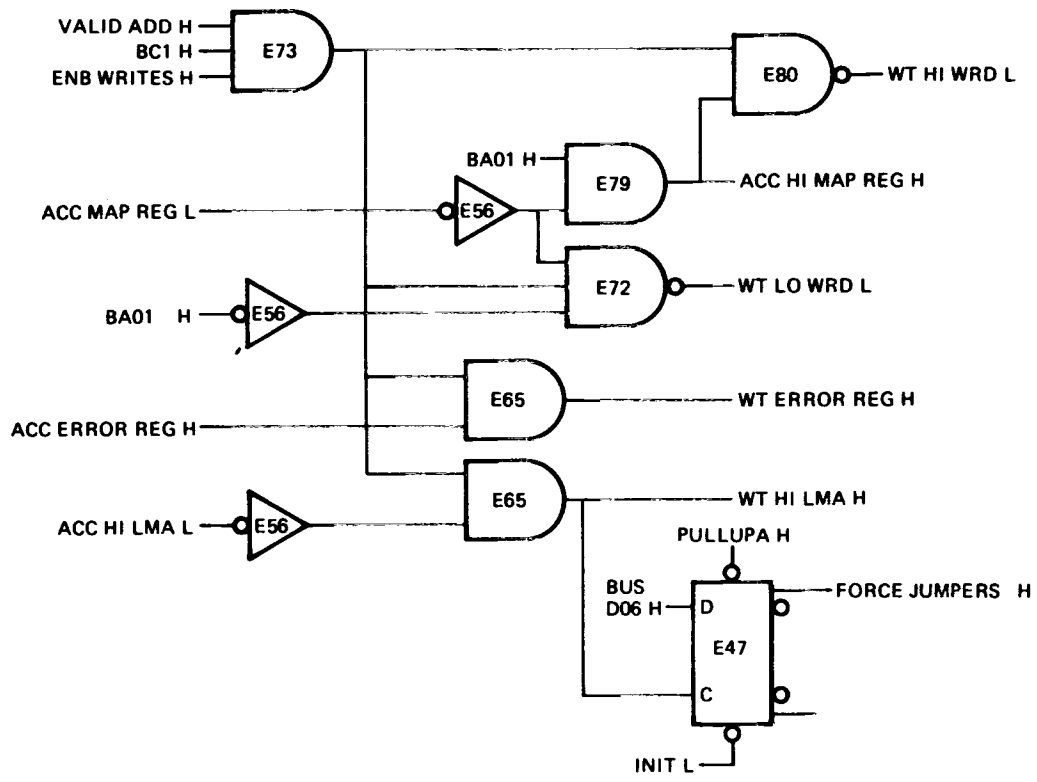 VALID ADD H
BC1 H
ENB WRITES H
E73
E80
WT HI WRD L
BA01 H
E79
ACC HI MAP REG H
ACC MAP REG L
E56
E72
WT LO WRD L
BA01 H
E56
E65
WT ERROR REG H
ACC ERROR REG H
E65
WT HI LMA H
ACC HI LMA L
E56
PULLUPA H
BUS
D06 H
D
FORCE JUMPERS H
E47
C
INIT L